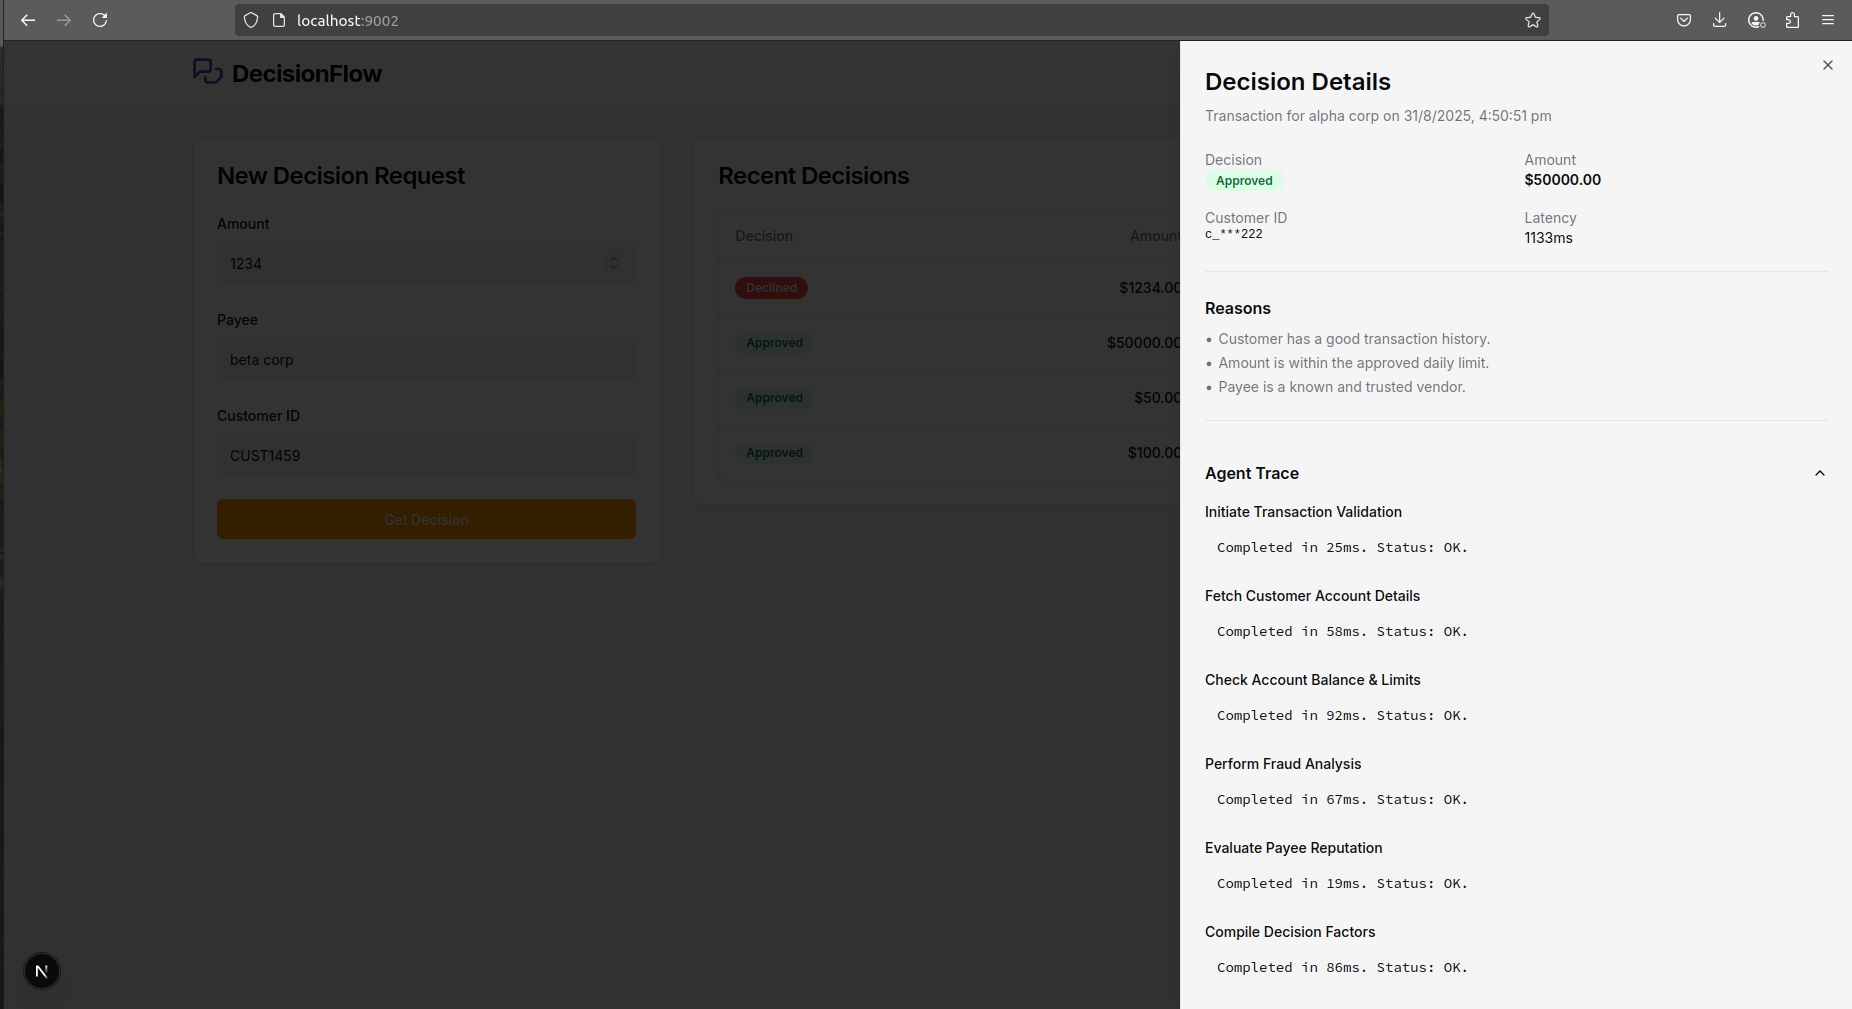 localhost:9002
DecisionFlow
New Decision Request
Amount
1234
Payee
beta corp
Customer ID
CUST1459
Get Decision
Recent Decisions
Decision Amount
Declined $1234.00
Approved $50000.00
Approved $50.00
Approved $100.00
N
Decision Details
Transaction for alpha corp on 31/8/2025, 4:50:51 pm
Decision Amount
Approved $50000.00
Customer ID Latency
c_***222 1133ms
Reasons
• Customer has a good transaction history.
• Amount is within the approved daily limit.
• Payee is a known and trusted vendor.
Agent Trace
Initiate Transaction Validation
Completed in 25ms. Status: OK.
Fetch Customer Account Details
Completed in 58ms. Status: OK.
Check Account Balance & Limits
Completed in 92ms. Status: OK.
Perform Fraud Analysis
Completed in 67ms. Status: OK.
Evaluate Payee Reputation
Completed in 19ms. Status: OK.
Compile Decision Factors
Completed in 86ms. Status: OK.